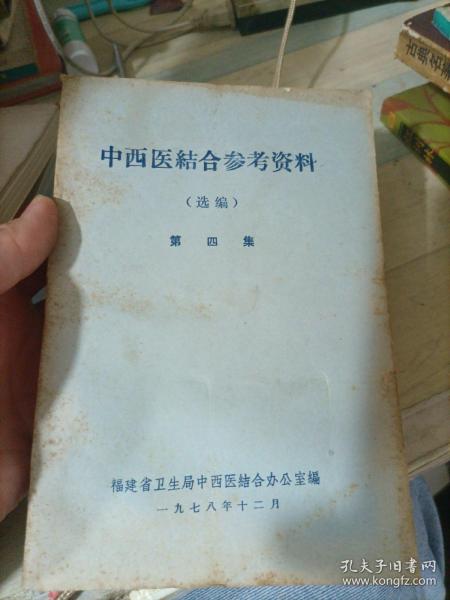 中西医結合参考资料
（选编）
第四集
福建省卫生局中西医結合办公室編
一九七八年十二月
孔夫子旧书网
www.kongfz.com